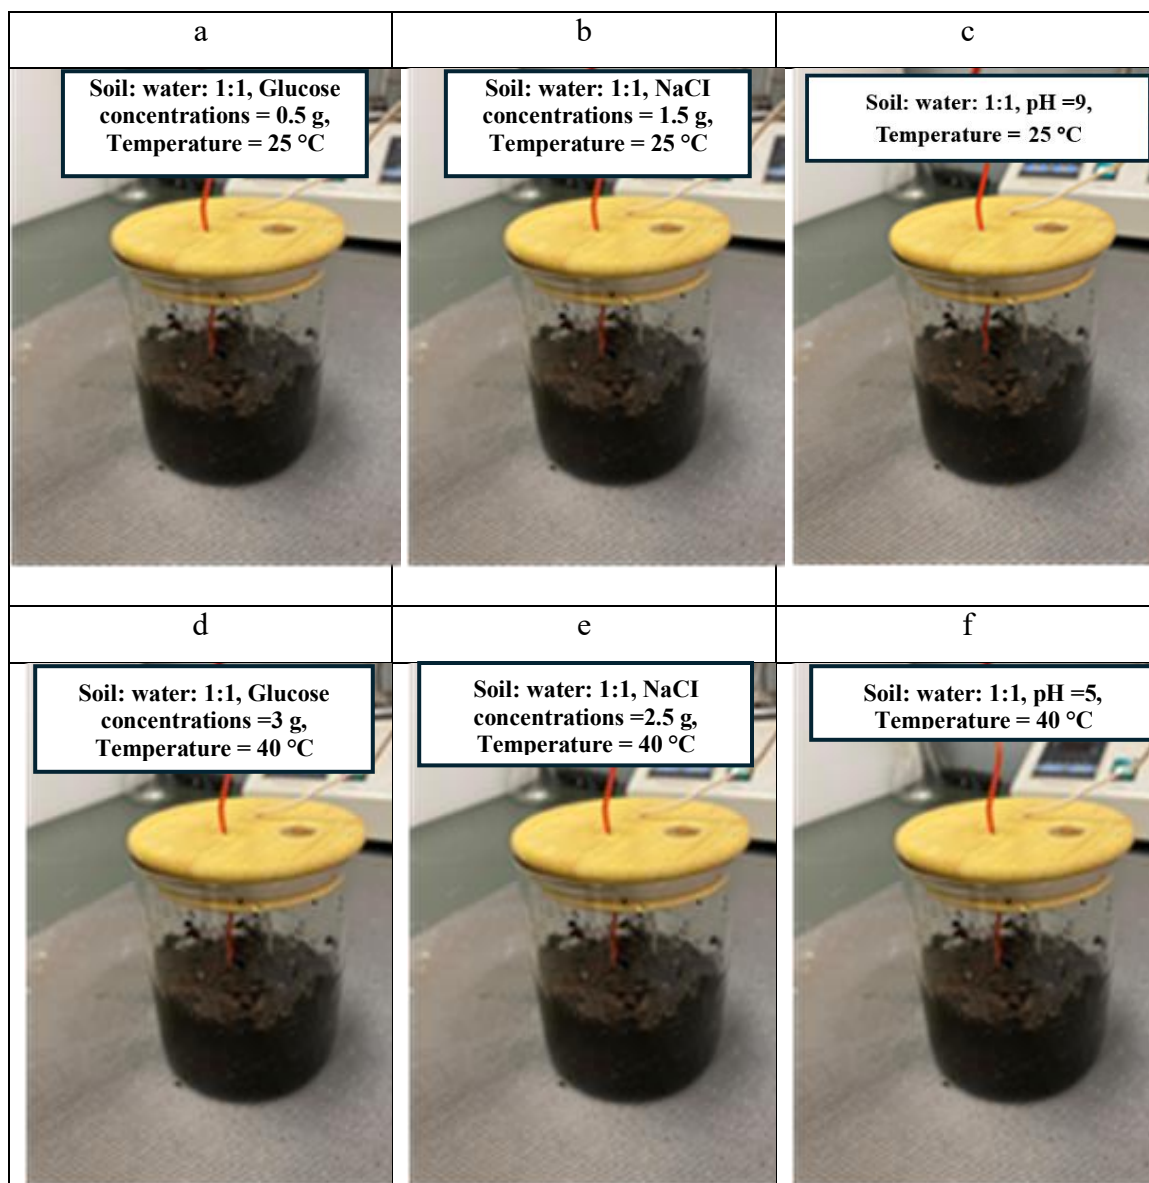 a
b
c
Soil: water: 1:1, Glucose
concentrations = 0.5 g,
Temperature = 25 °C
Soil: water: 1:1, NaCI
concentrations = 1.5 g,
Temperature = 25 °C
Soil: water: 1:1, pH =9,
Temperature = 25 °C
d
e
f
Soil: water: 1:1, Glucose
concentrations =3 g,
Temperature = 40 °C
Soil: water: 1:1, NaCI
concentrations =2.5 g,
Temperature = 40 °C
Soil: water: 1:1, pH =5,
Temperature = 40 °C